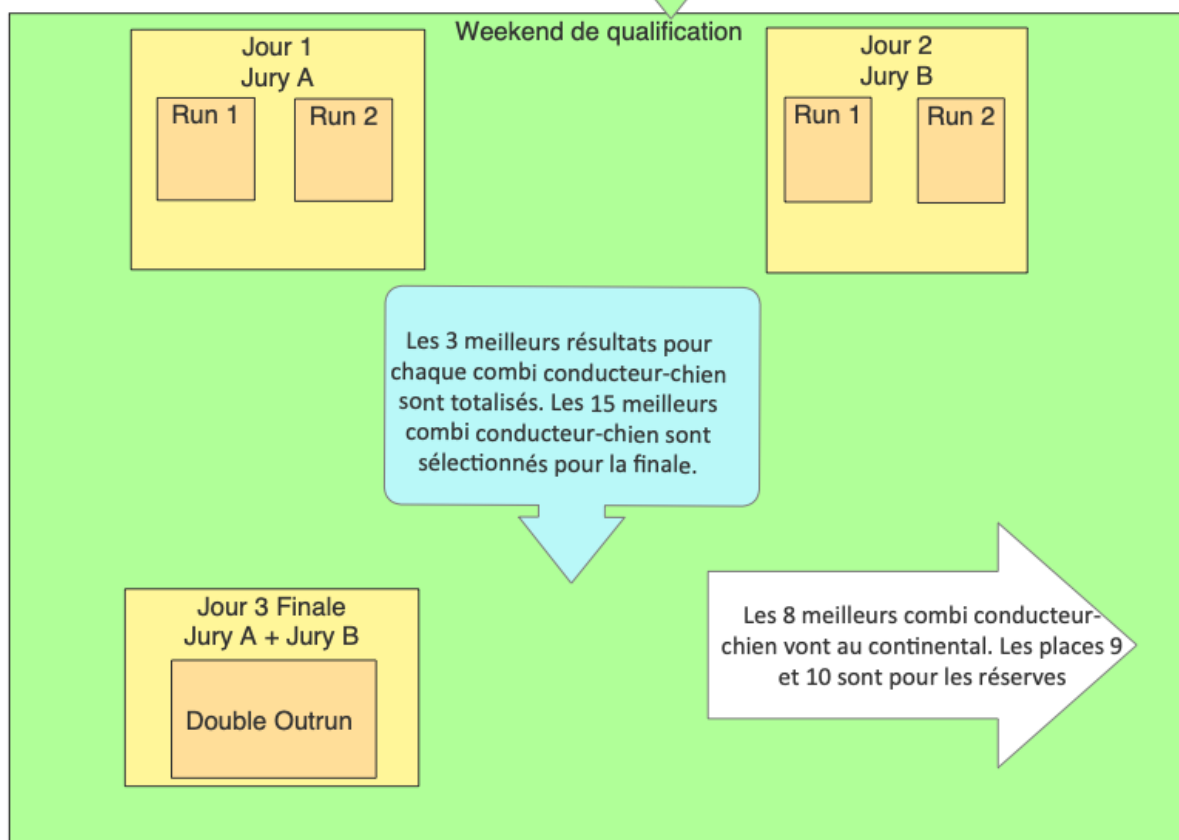 Weekend de qualification
Jour 1
Jury A
Run 1
Run 2
Jour 2
Jury B
Run 1
Run 2
Les 3 meilleurs résultats pour
chaque combi conducteur-chien
sont totalisés. Les 15 meilleurs
combi conducteur-chien sont
sélectionnés pour la finale.
Jour 3 Finale
Jury A + Jury B
Double Outrun
Les 8 meilleurs combi conducteur-
chien vont au continental. Les places 9
et 10 sont pour les réserves